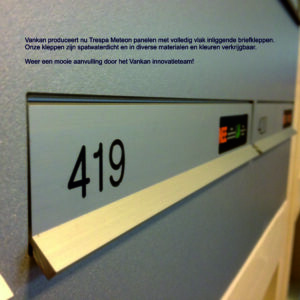 Vankan produceert nu Trespa Meteon panelen met volledig vlak inliggende briefkleppen.
Onze kleppen zijn spatwaterdicht en in diverse materialen en kleuren verkrijgbaar.
Weer een mooie aanvulling door het Vankan innovatieteam!
419